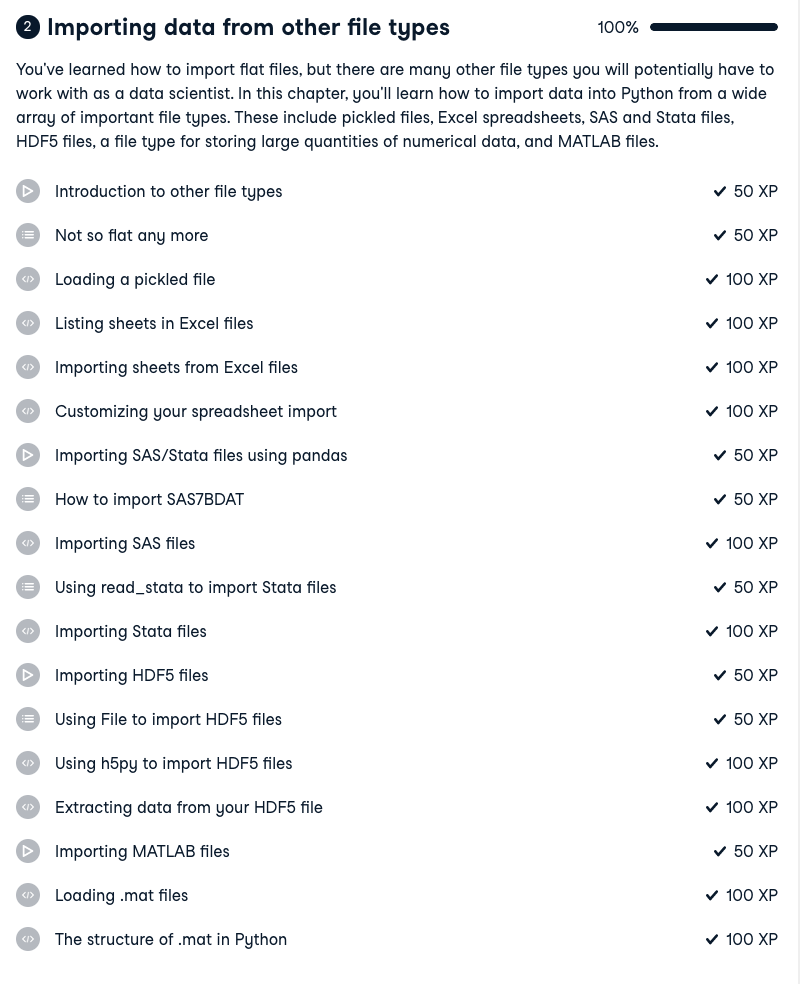 2 Importing data from other file types 100%
You've learned how to import flat files, but there are many other file types you will potentially have to
work with as a data scientist. In this chapter, you'll learn how to import data into Python from a wide
array of important file types. These include pickled files, Excel spreadsheets, SAS and Stata files,
HDF5 files, a file type for storing large quantities of numerical data, and MATLAB files.
Introduction to other file types 50 XP
Not so flat any more 50 XP
Loading a pickled file 100 XP
Listing sheets in Excel files 100 XP
Importing sheets from Excel files 100 XP
Customizing your spreadsheet import 100 XP
Importing SAS/Stata files using pandas 50 XP
How to import SAS7BDAT 50 XP
Importing SAS files 100 XP
Using read_stata to import Stata files 50 XP
Importing Stata files 100 XP
Importing HDF5 files 50 XP
Using File to import HDF5 files 50 XP
Using h5py to import HDF5 files 100 XP
Extracting data from your HDF5 file 100 XP
Importing MATLAB files 50 XP
Loading .mat files 100 XP
The structure of .mat in Python 100 XP